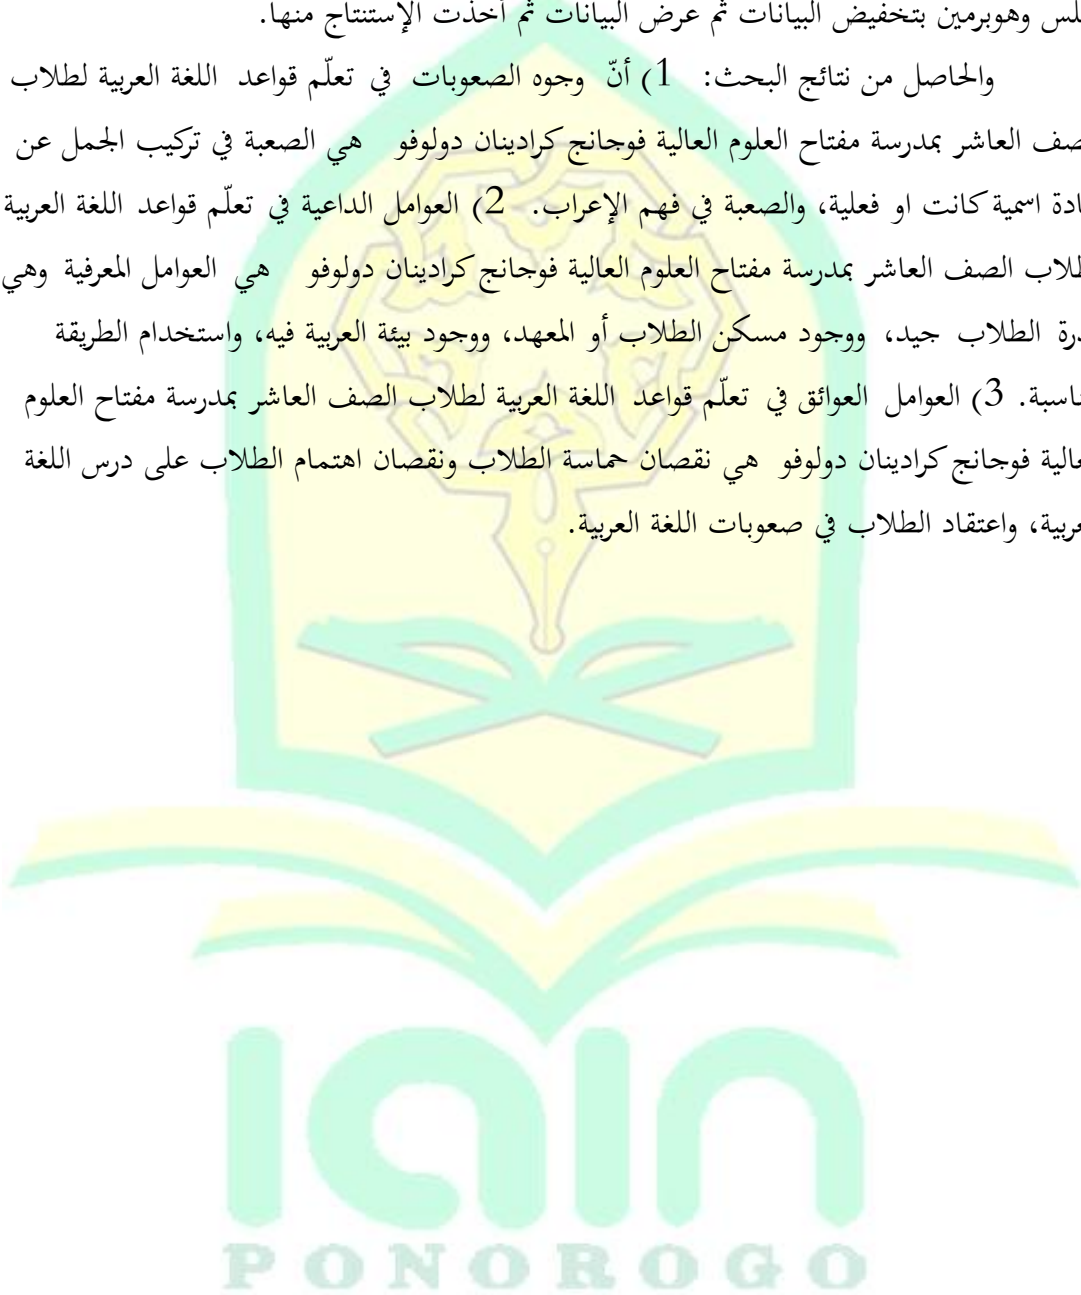 لس وهوبرمين بتخفيض البيانات ثم عرض البيانات ثم أخذت الإستنتاج منها.
والحاصل من نتائج البحث: 1) أنّ وجوه الصعوبات في تعلّم قواعد اللغة العربية لطلاب
صف العاشر بمدرسة مفتاح العلوم العالية فوجانج كرادينان دولوفو هي الصعبة في تركيب الجمل عن
ادة اسمية كانت او فعلية، والصعبة في فهم الإعراب. 2) العوامل الداعية في تعلّم قواعد اللغة العربية
طلاب الصف العاشر بمدرسة مفتاح العلوم العالية فوجانج كرادينان دولوفو هي العوامل المعرفية وهي
درة الطلاب جيد، ووجود مسكن الطلاب أو المعهد، ووجود بيئة العربية فيه، واستخدام الطريقة
ناسبة. 3) العوامل العوائق في تعلّم قواعد اللغة العربية لطلاب الصف العاشر بمدرسة مفتاح العلوم
عالية فوجانج كرادينان دولوفو هي نقصان حماسة الطلاب ونقصان اهتمام الطلاب على درس اللغة
عربية، واعتقاد الطلاب في صعوبات اللغة العربية.
iain
PONOROGO